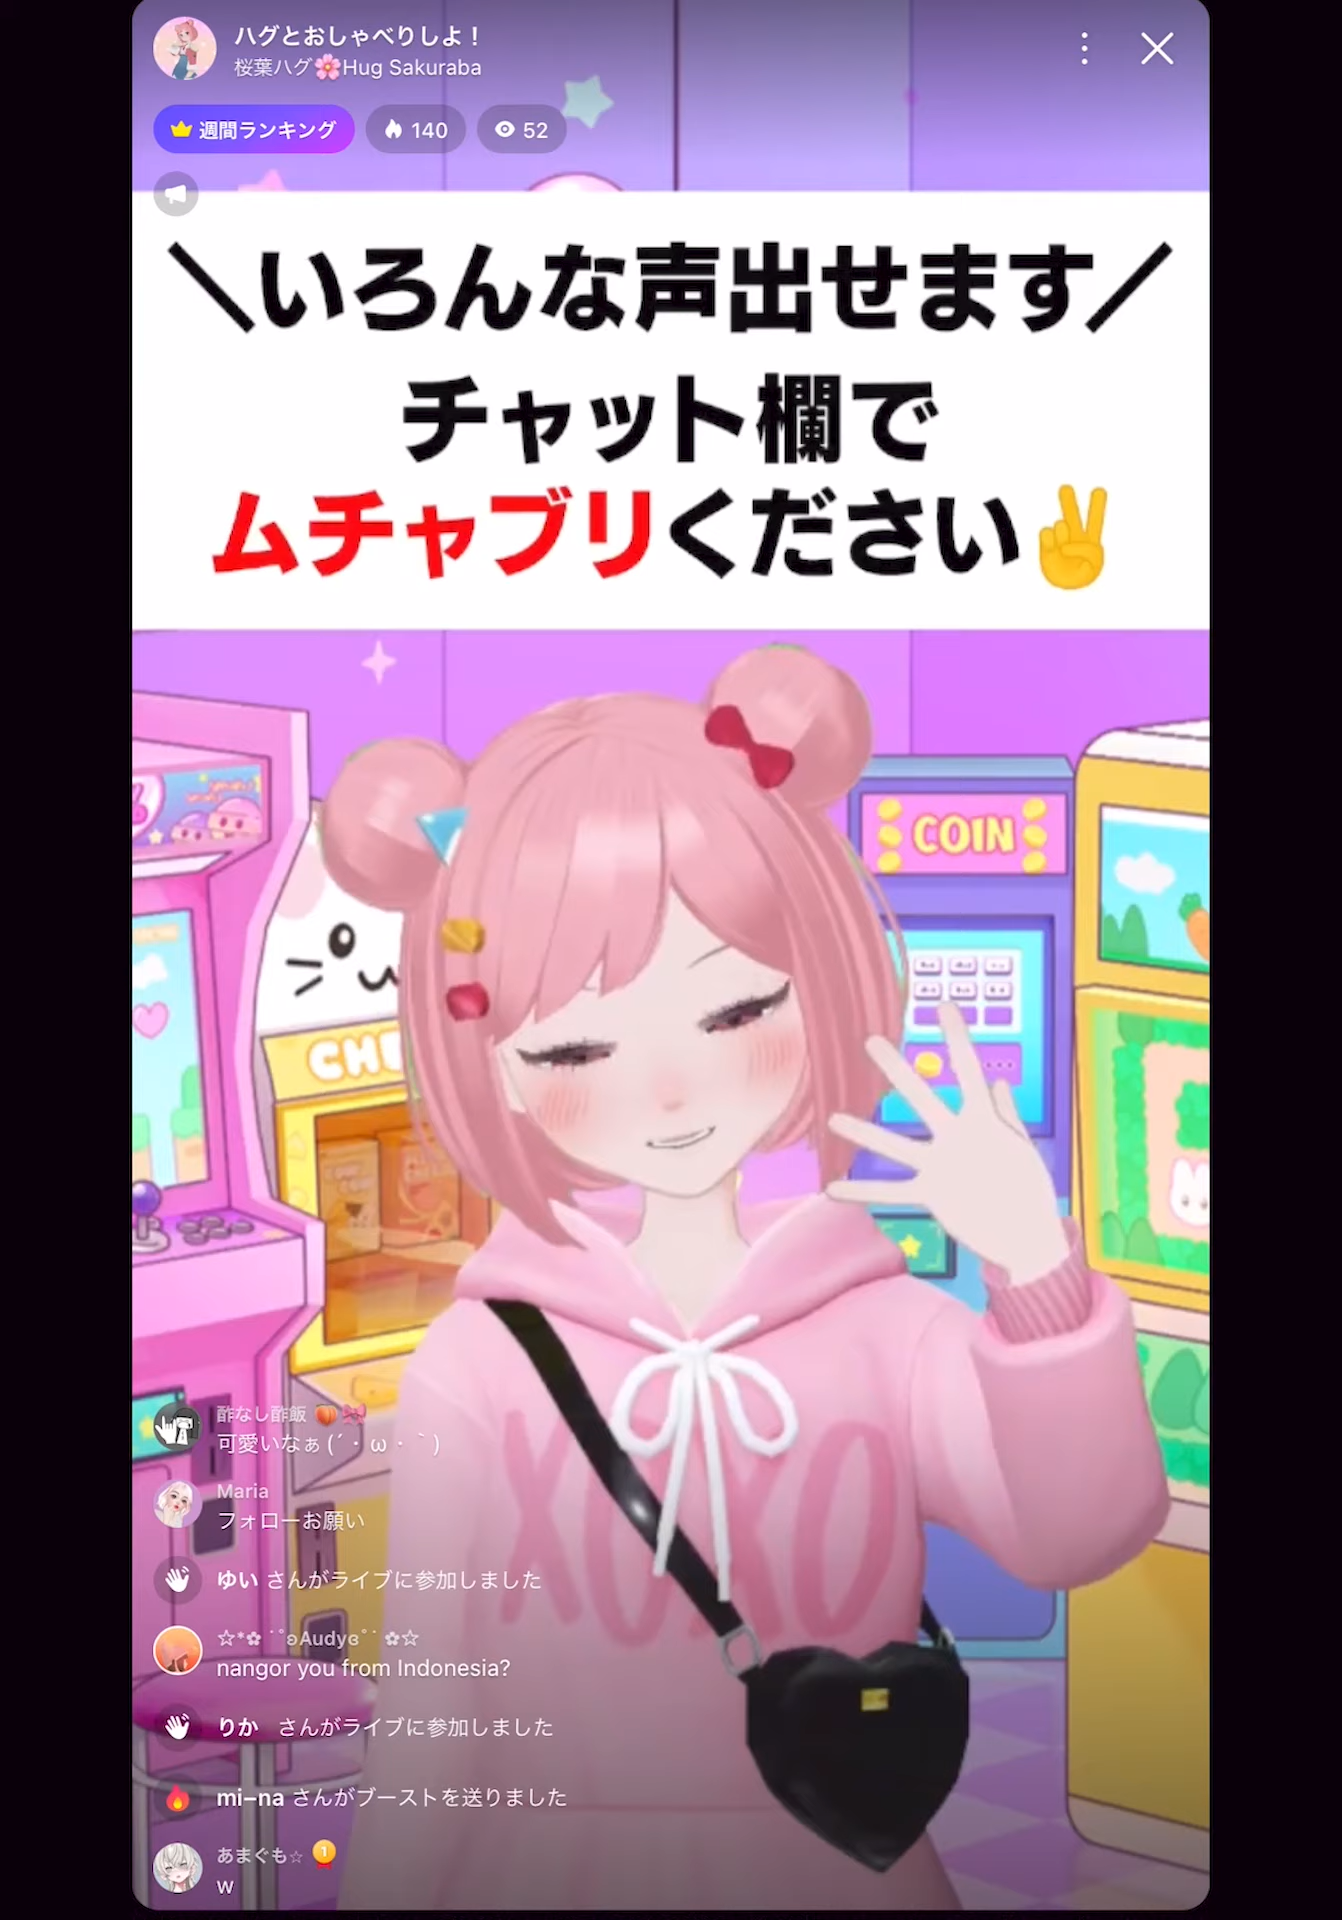 ハグとおしゃべりしよ！
桜葉ハグ🌸Hug Sakuraba
週間ランキング 140 52
＼いろんな声出せます／
チャット欄で
ムチャブリください✌
COIN
XOXO
酢なし酢飯 🍑🎀
可愛いなぁ(´・ω・｀)
Maria
フォローお願い
ゆい さんがライブに参加しました
☆*✿ ˙˚ʚAudyɞ˚˙ ✿☆
nangor you from Indonesia?
りか さんがライブに参加しました
mi-na さんがブーストを送りました
あまぐも☆ 1
w